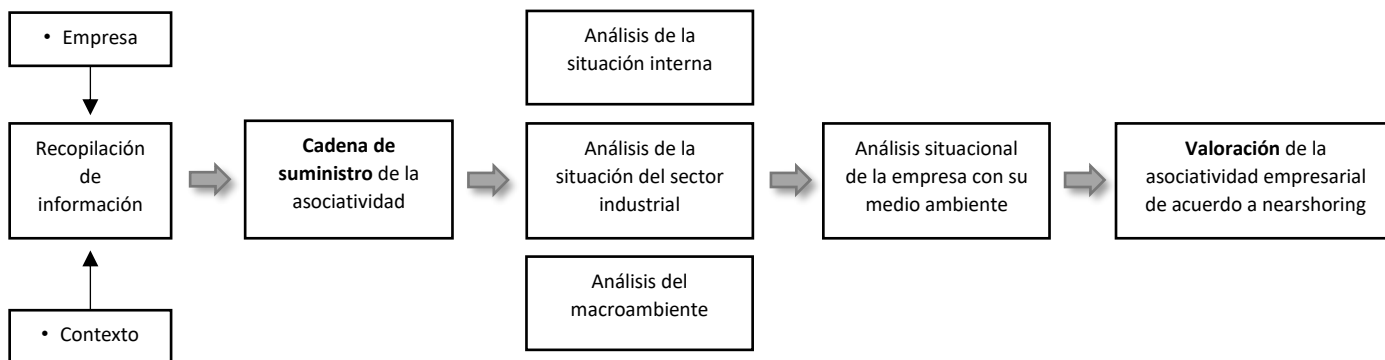 • Empresa
Recopilación
de
información
• Contexto
Cadena de
suministro de la
asociatividad
Análisis de la
situación interna
Análisis de la
situación del sector
industrial
Análisis del
macroambiente
Análisis situacional
de la empresa con su
medio ambiente
Valoración de la
asociatividad empresarial
de acuerdo a nearshoring